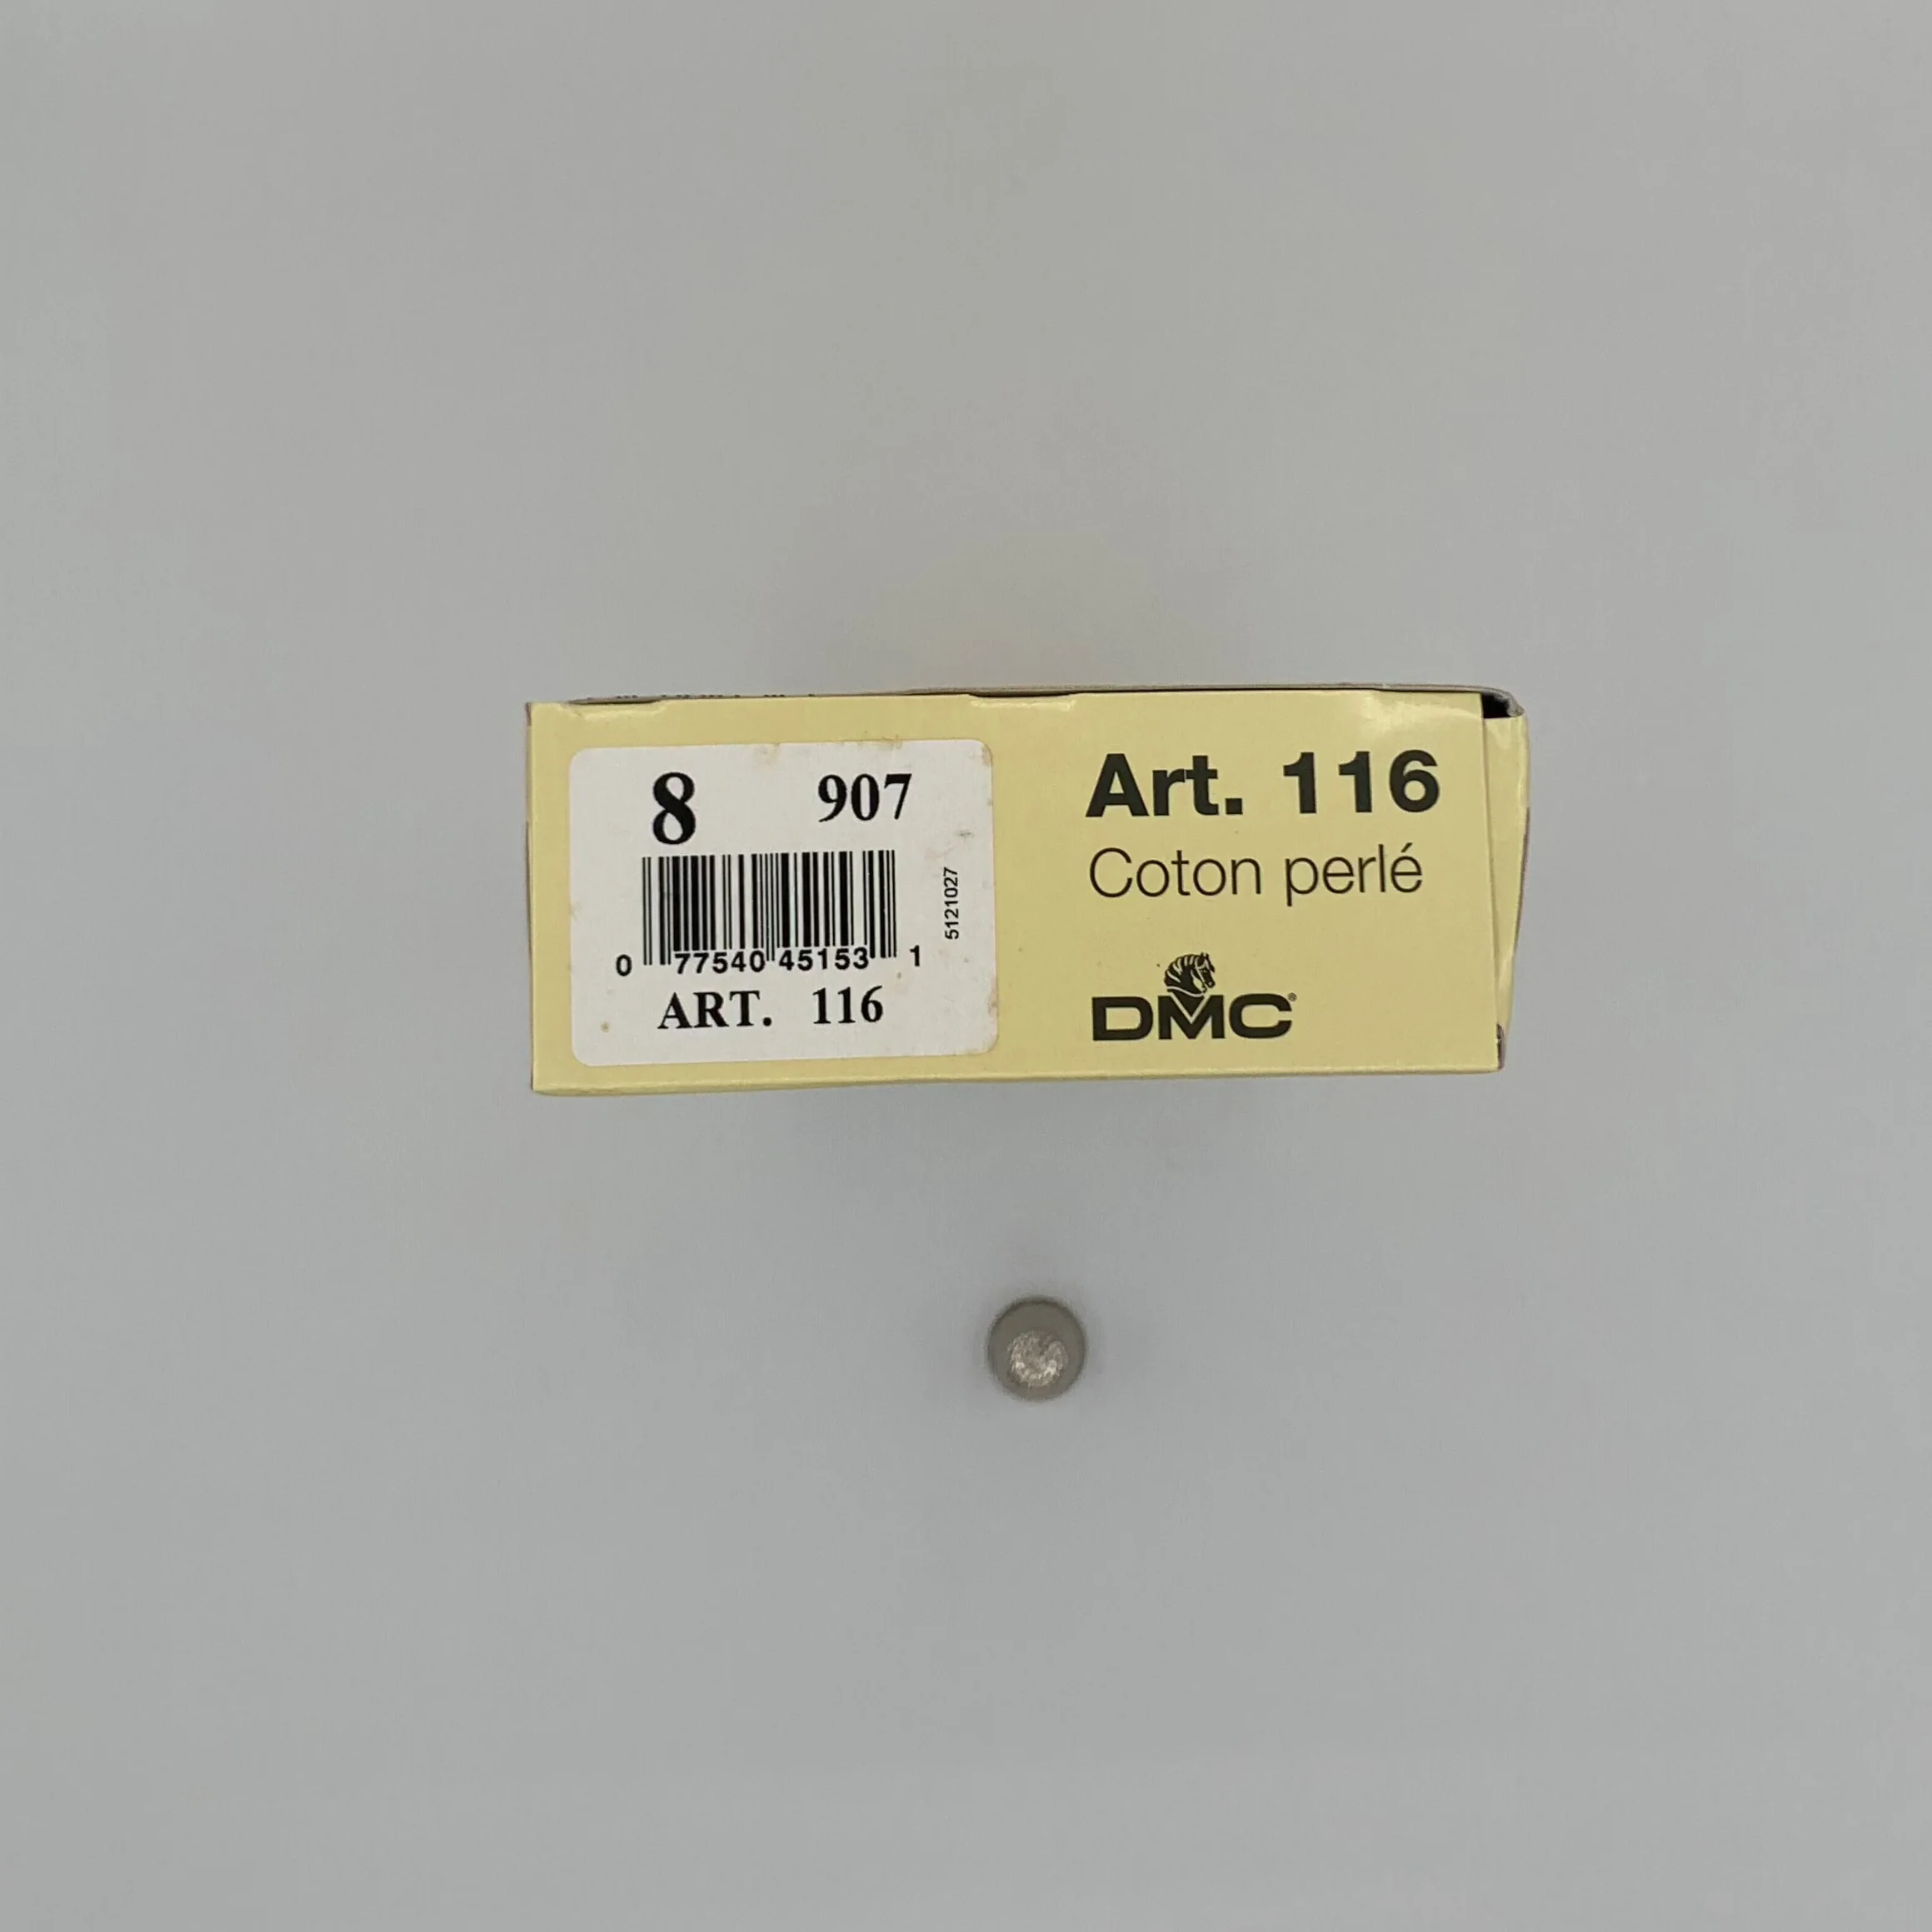 8 907
0 77540 45153 1
5121027
ART. 116
Art. 116
Coton perlé
DMC®